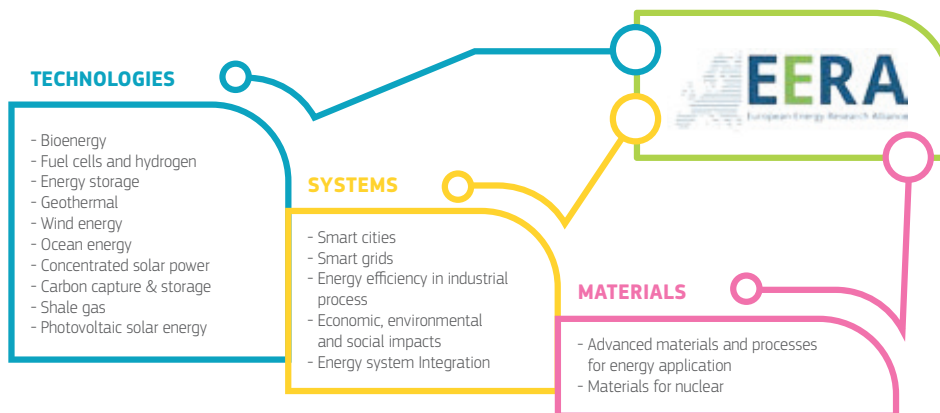 TECHNOLOGIES
- Bioenergy
- Fuel cells and hydrogen
- Energy storage
- Geothermal
- Wind energy
- Ocean energy
- Concentrated solar power
- Carbon capture & storage
- Shale gas
- Photovoltaic solar energy
SYSTEMS
- Smart cities
- Smart grids
- Energy efficiency in industrial
process
- Economic, environmental
and social impacts
- Energy system Integration
MATERIALS
- Advanced materials and processes
for energy application
- Materials for nuclear
EERA
European Energy Research Alliance